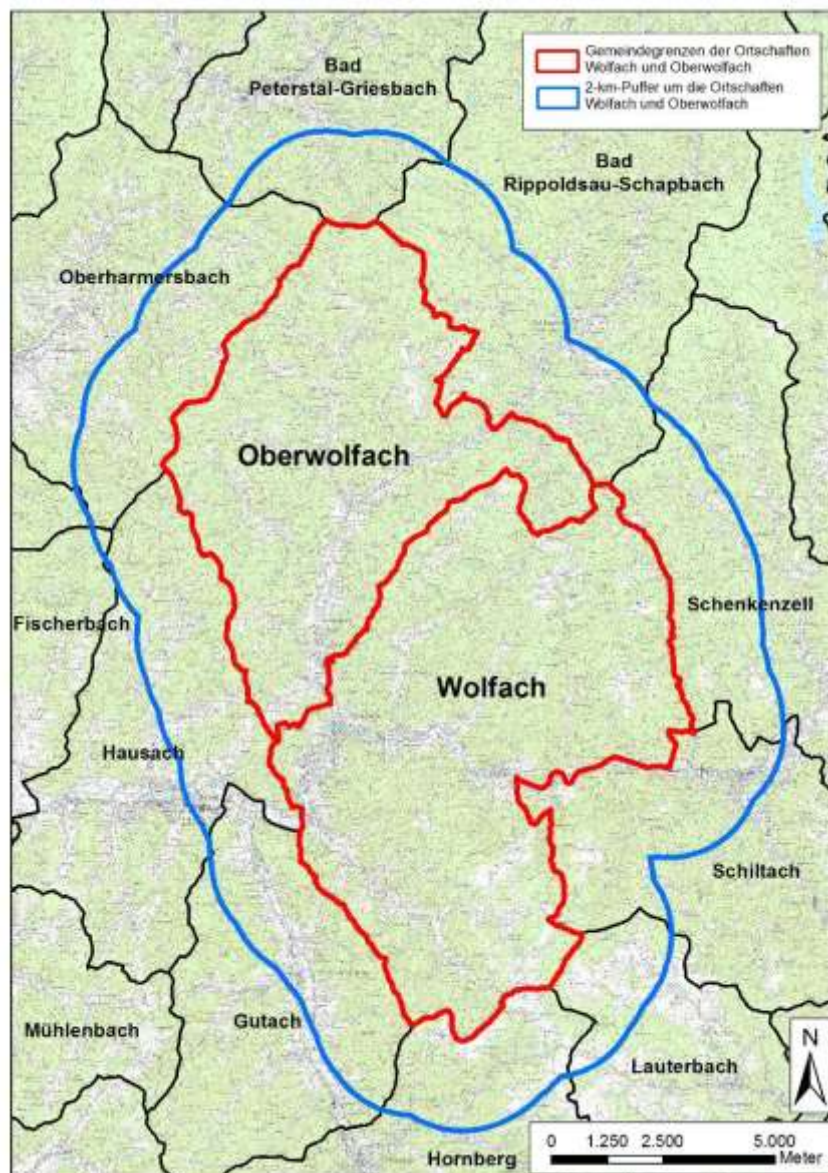 Gemeindegrenzen der Ortschaften
Wolfach und Oberwolfach
2-km-Puffer um die Ortschaften
Wolfach und Oberwolfach
Bad
Peterstal-Griesbach
Bad
Rippoldsau-Schapbach
Oberharmersbach
Oberwolfach
Schenkenzell
Fischerbach
Wolfach
Hausach
Schiltach
Mühlenbach
Gutach
Lauterbach
Hornberg
N
0 1.250 2.500 5.000
Meter